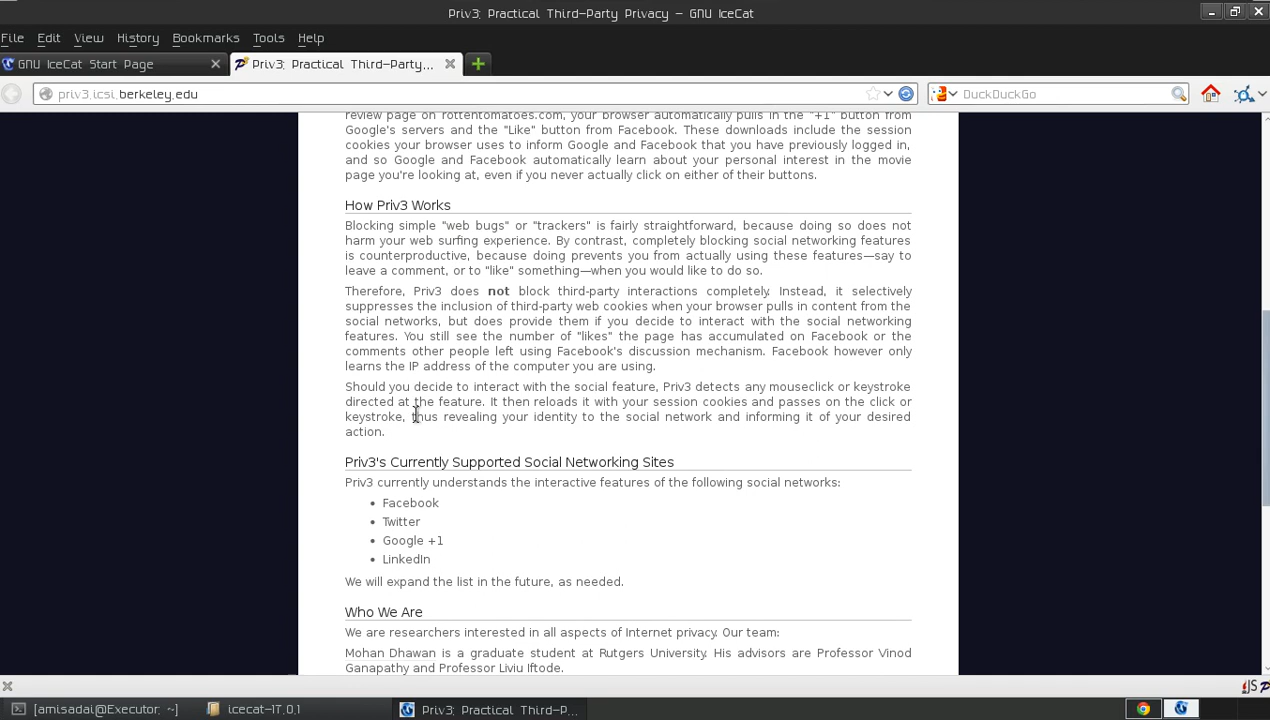 Priv3: Practical Third-Party Privacy - GNU IceCat
File Edit View History Bookmarks Tools Help
GNU IceCat Start Page
Priv3: Practical Third-Party...
priv3.icsi.berkeley.edu
DuckDuckGo
review page on rottentomatoes.com, your browser automatically pulls in the "+1" button from
Google's servers and the "Like" button from Facebook. These downloads include the session
cookies your browser uses to inform Google and Facebook that you have previously logged in,
and so Google and Facebook automatically learn about your personal interest in the movie
page you're looking at, even if you never actually click on either of their buttons.
How Priv3 Works
Blocking simple "web bugs" or "trackers" is fairly straightforward, because doing so does not
harm your web surfing experience. By contrast, completely blocking social networking features
is counterproductive, because doing prevents you from actually using these features—say to
leave a comment, or to "like" something—when you would like to do so.
Therefore, Priv3 does not block third-party interactions completely. Instead, it selectively
suppresses the inclusion of third-party web cookies when your browser pulls in content from the
social networks, but does provide them if you decide to interact with the social networking
features. You still see the number of "likes" the page has accumulated on Facebook or the
comments other people left using Facebook's discussion mechanism. Facebook however only
learns the IP address of the computer you are using.
Should you decide to interact with the social feature, Priv3 detects any mouseclick or keystroke
directed at the feature. It then reloads it with your session cookies and passes on the click or
keystroke, thus revealing your identity to the social network and informing it of your desired
action.
Priv3's Currently Supported Social Networking Sites
Priv3 currently understands the interactive features of the following social networks:
• Facebook
• Twitter
• Google +1
• LinkedIn
We will expand the list in the future, as needed.
Who We Are
We are researchers interested in all aspects of Internet privacy. Our team:
Mohan Dhawan is a graduate student at Rutgers University. His advisors are Professor Vinod
Ganapathy and Professor Liviu Iftode.
JS
[amisadai@Executor: ~]
icecat-IT.0.1
Priv3: Practical Third-P...